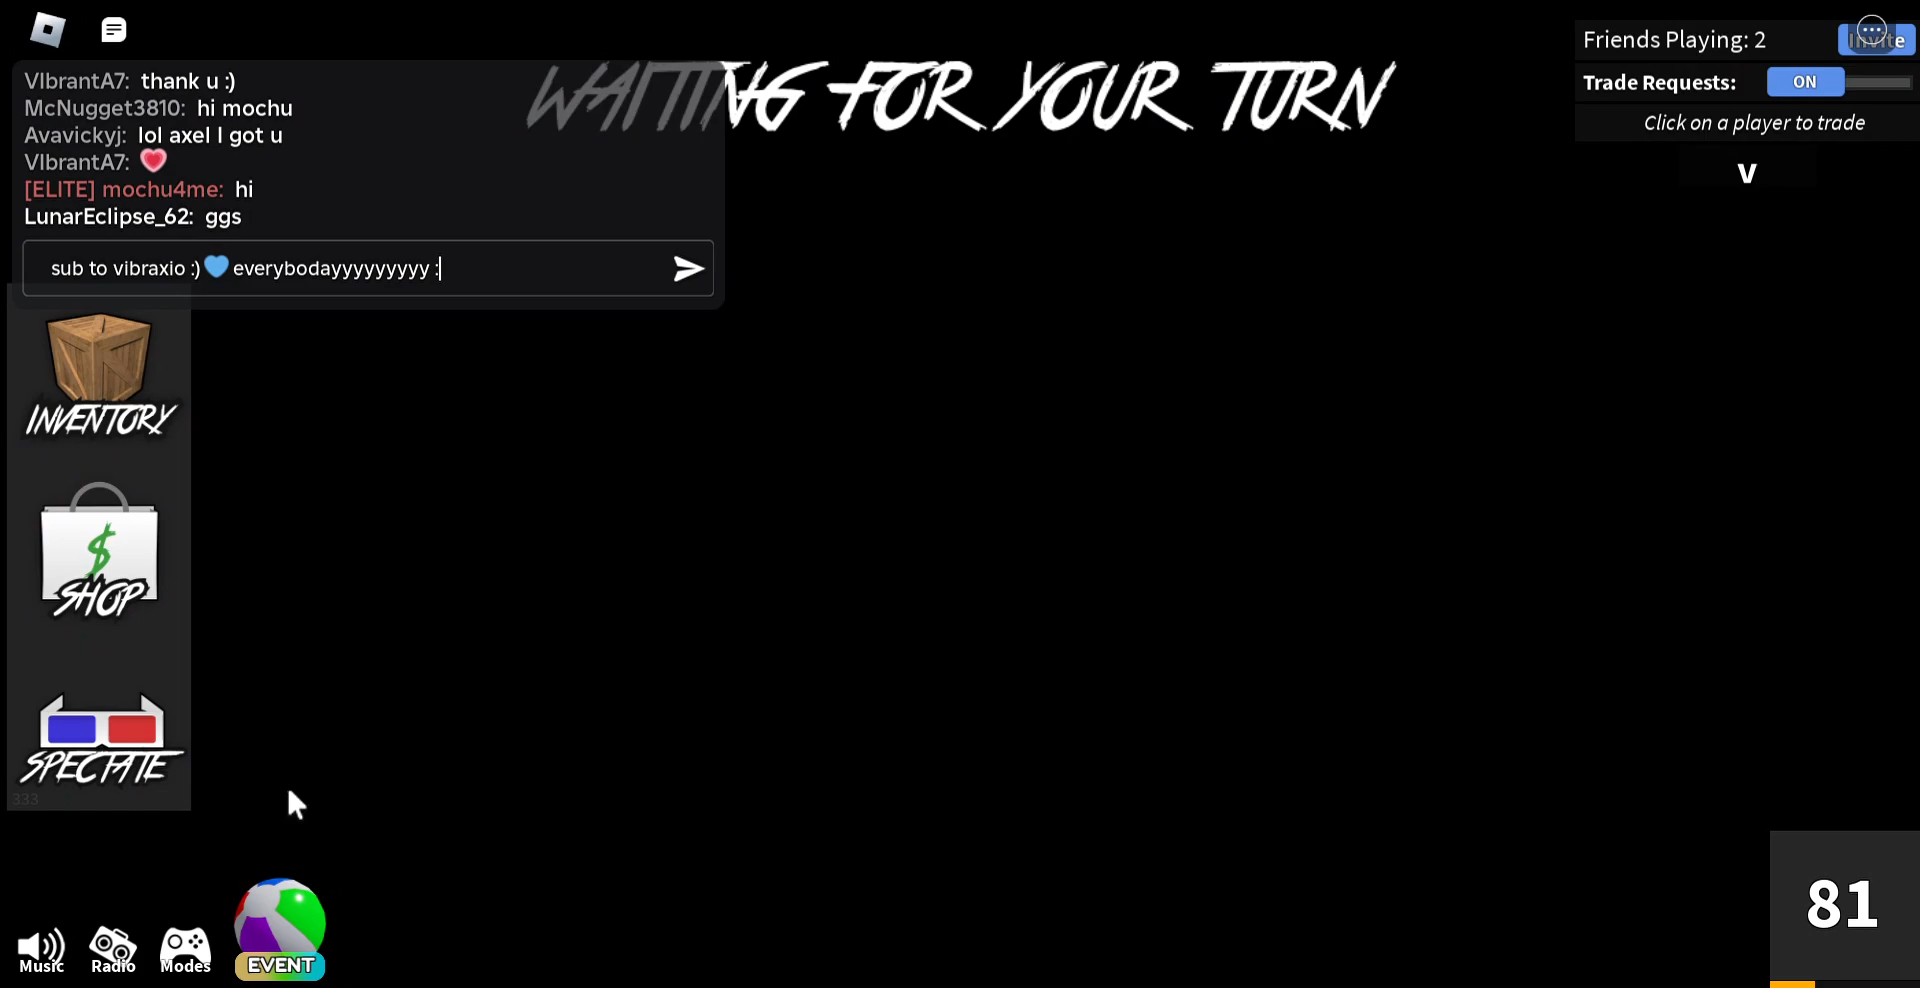 WAITING FOR YOUR TURN
VIbrantA7: thank u :)
McNugget3810: hi mochu
Avavickyj: lol axel I got u
VIbrantA7: 💗
[ELITE] mochu4me: hi
LunarEclipse_62: ggs
sub to vibraxio :)💙everybodayyyyyyyyy :
Friends Playing: 2
Invite
Trade Requests: ON
Click on a player to trade
V
INVENTORY
$
SHOP
SPECTATE
333
Music
Radio
Modes
EVENT
81